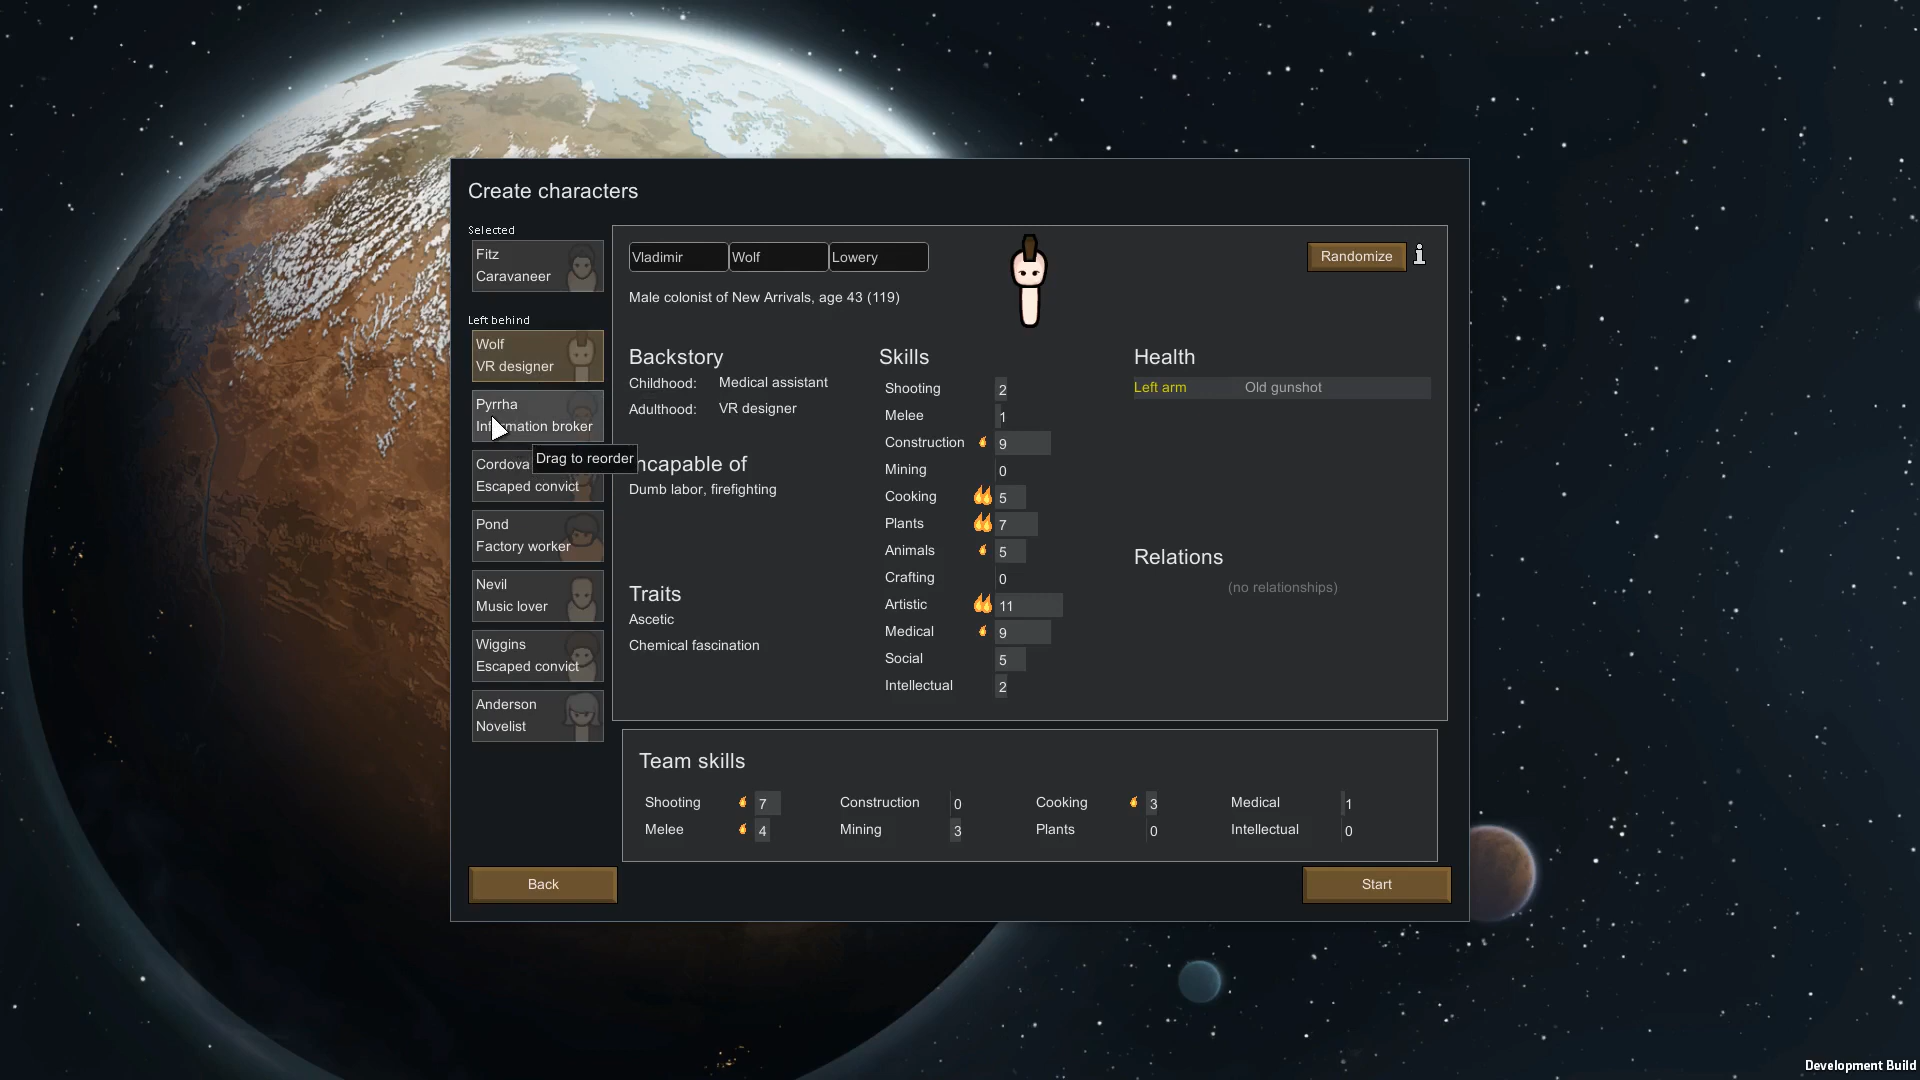 Create characters
Selected
Fitz
Caravaneer
Left behind
Wolf
VR designer
Pyrrha
Information broker
Drag to reorder
Cordova
Escaped convict
Pond
Factory worker
Nevil
Music lover
Wiggins
Escaped convict
Anderson
Novelist
Vladimir Wolf Lowery
Randomize
Male colonist of New Arrivals, age 43 (119)
Backstory
Childhood: Medical assistant
Adulthood: VR designer
ncapable of
Dumb labor, firefighting
Traits
Ascetic
Chemical fascination
Skills
Shooting 2
Melee 1
Construction 9
Mining 0
Cooking 5
Plants 7
Animals 5
Crafting 0
Artistic 11
Medical 9
Social 5
Intellectual 2
Health
Left arm Old gunshot
Relations
(no relationships)
Team skills
Shooting 7 Construction 0 Cooking 3 Medical 1
Melee 4 Mining 3 Plants 0 Intellectual 0
Back
Start
Development Build